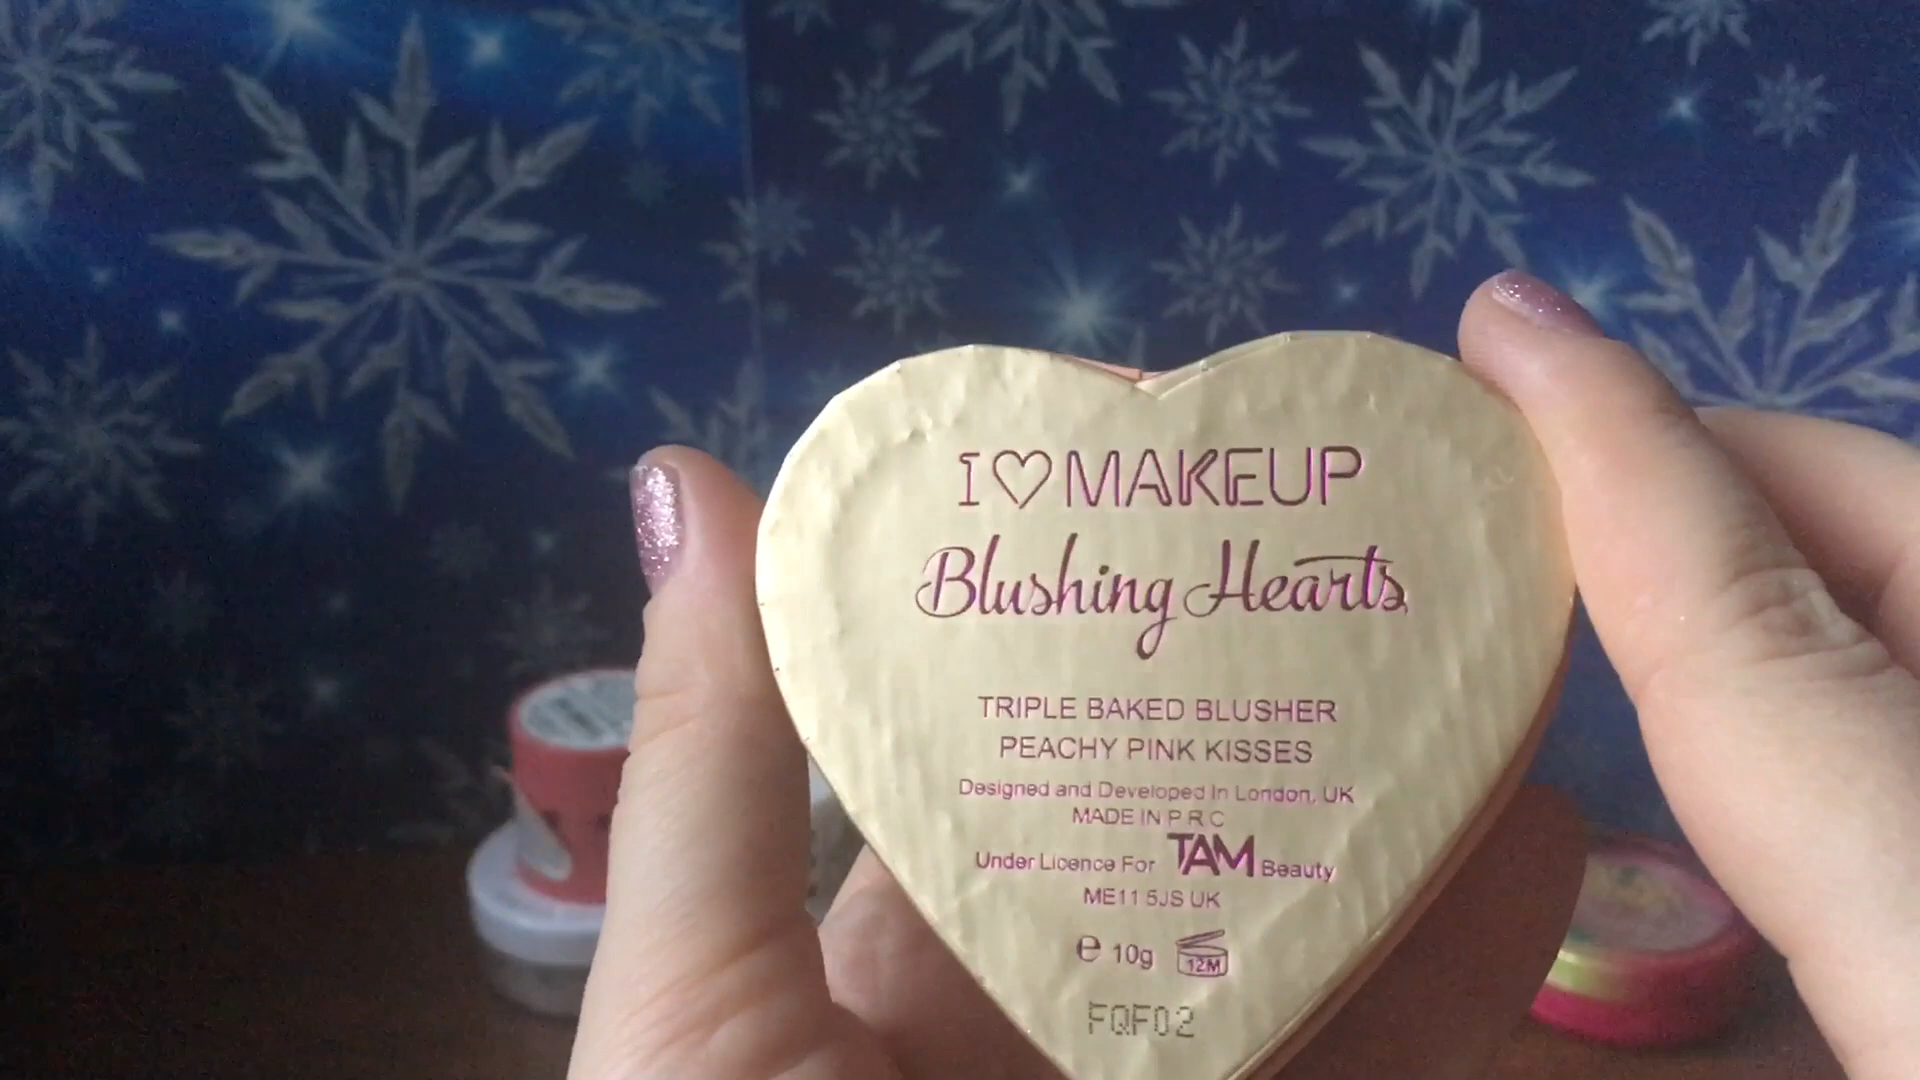 I♡MAKEUP
Blushing Hearts
TRIPLE BAKED BLUSHER
PEACHY PINK KISSES
Designed and Developed In London, UK
MADE IN P R C
Under Licence For TAM Beauty
ME11 5JS UK
e 10g 12M
FQF02